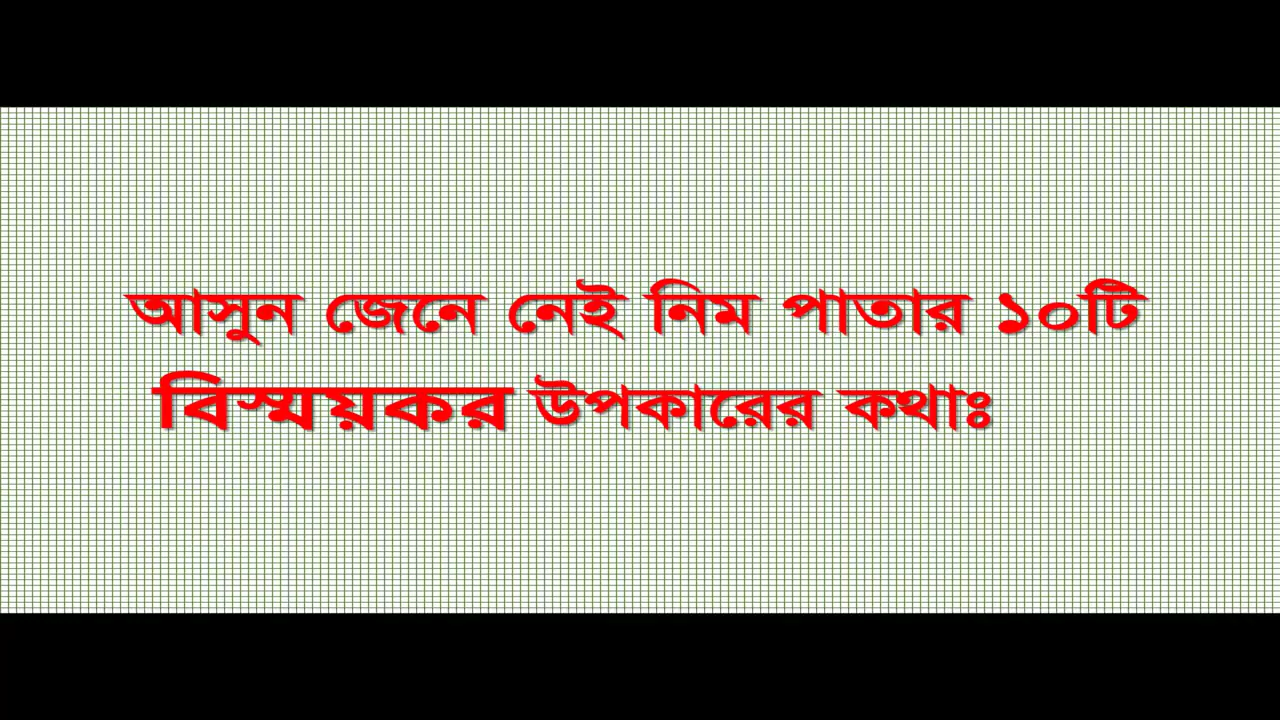 আসুন জেনে নেই নিম পাতার ১০টি
বিস্ময়কর উপকারের কথাঃ